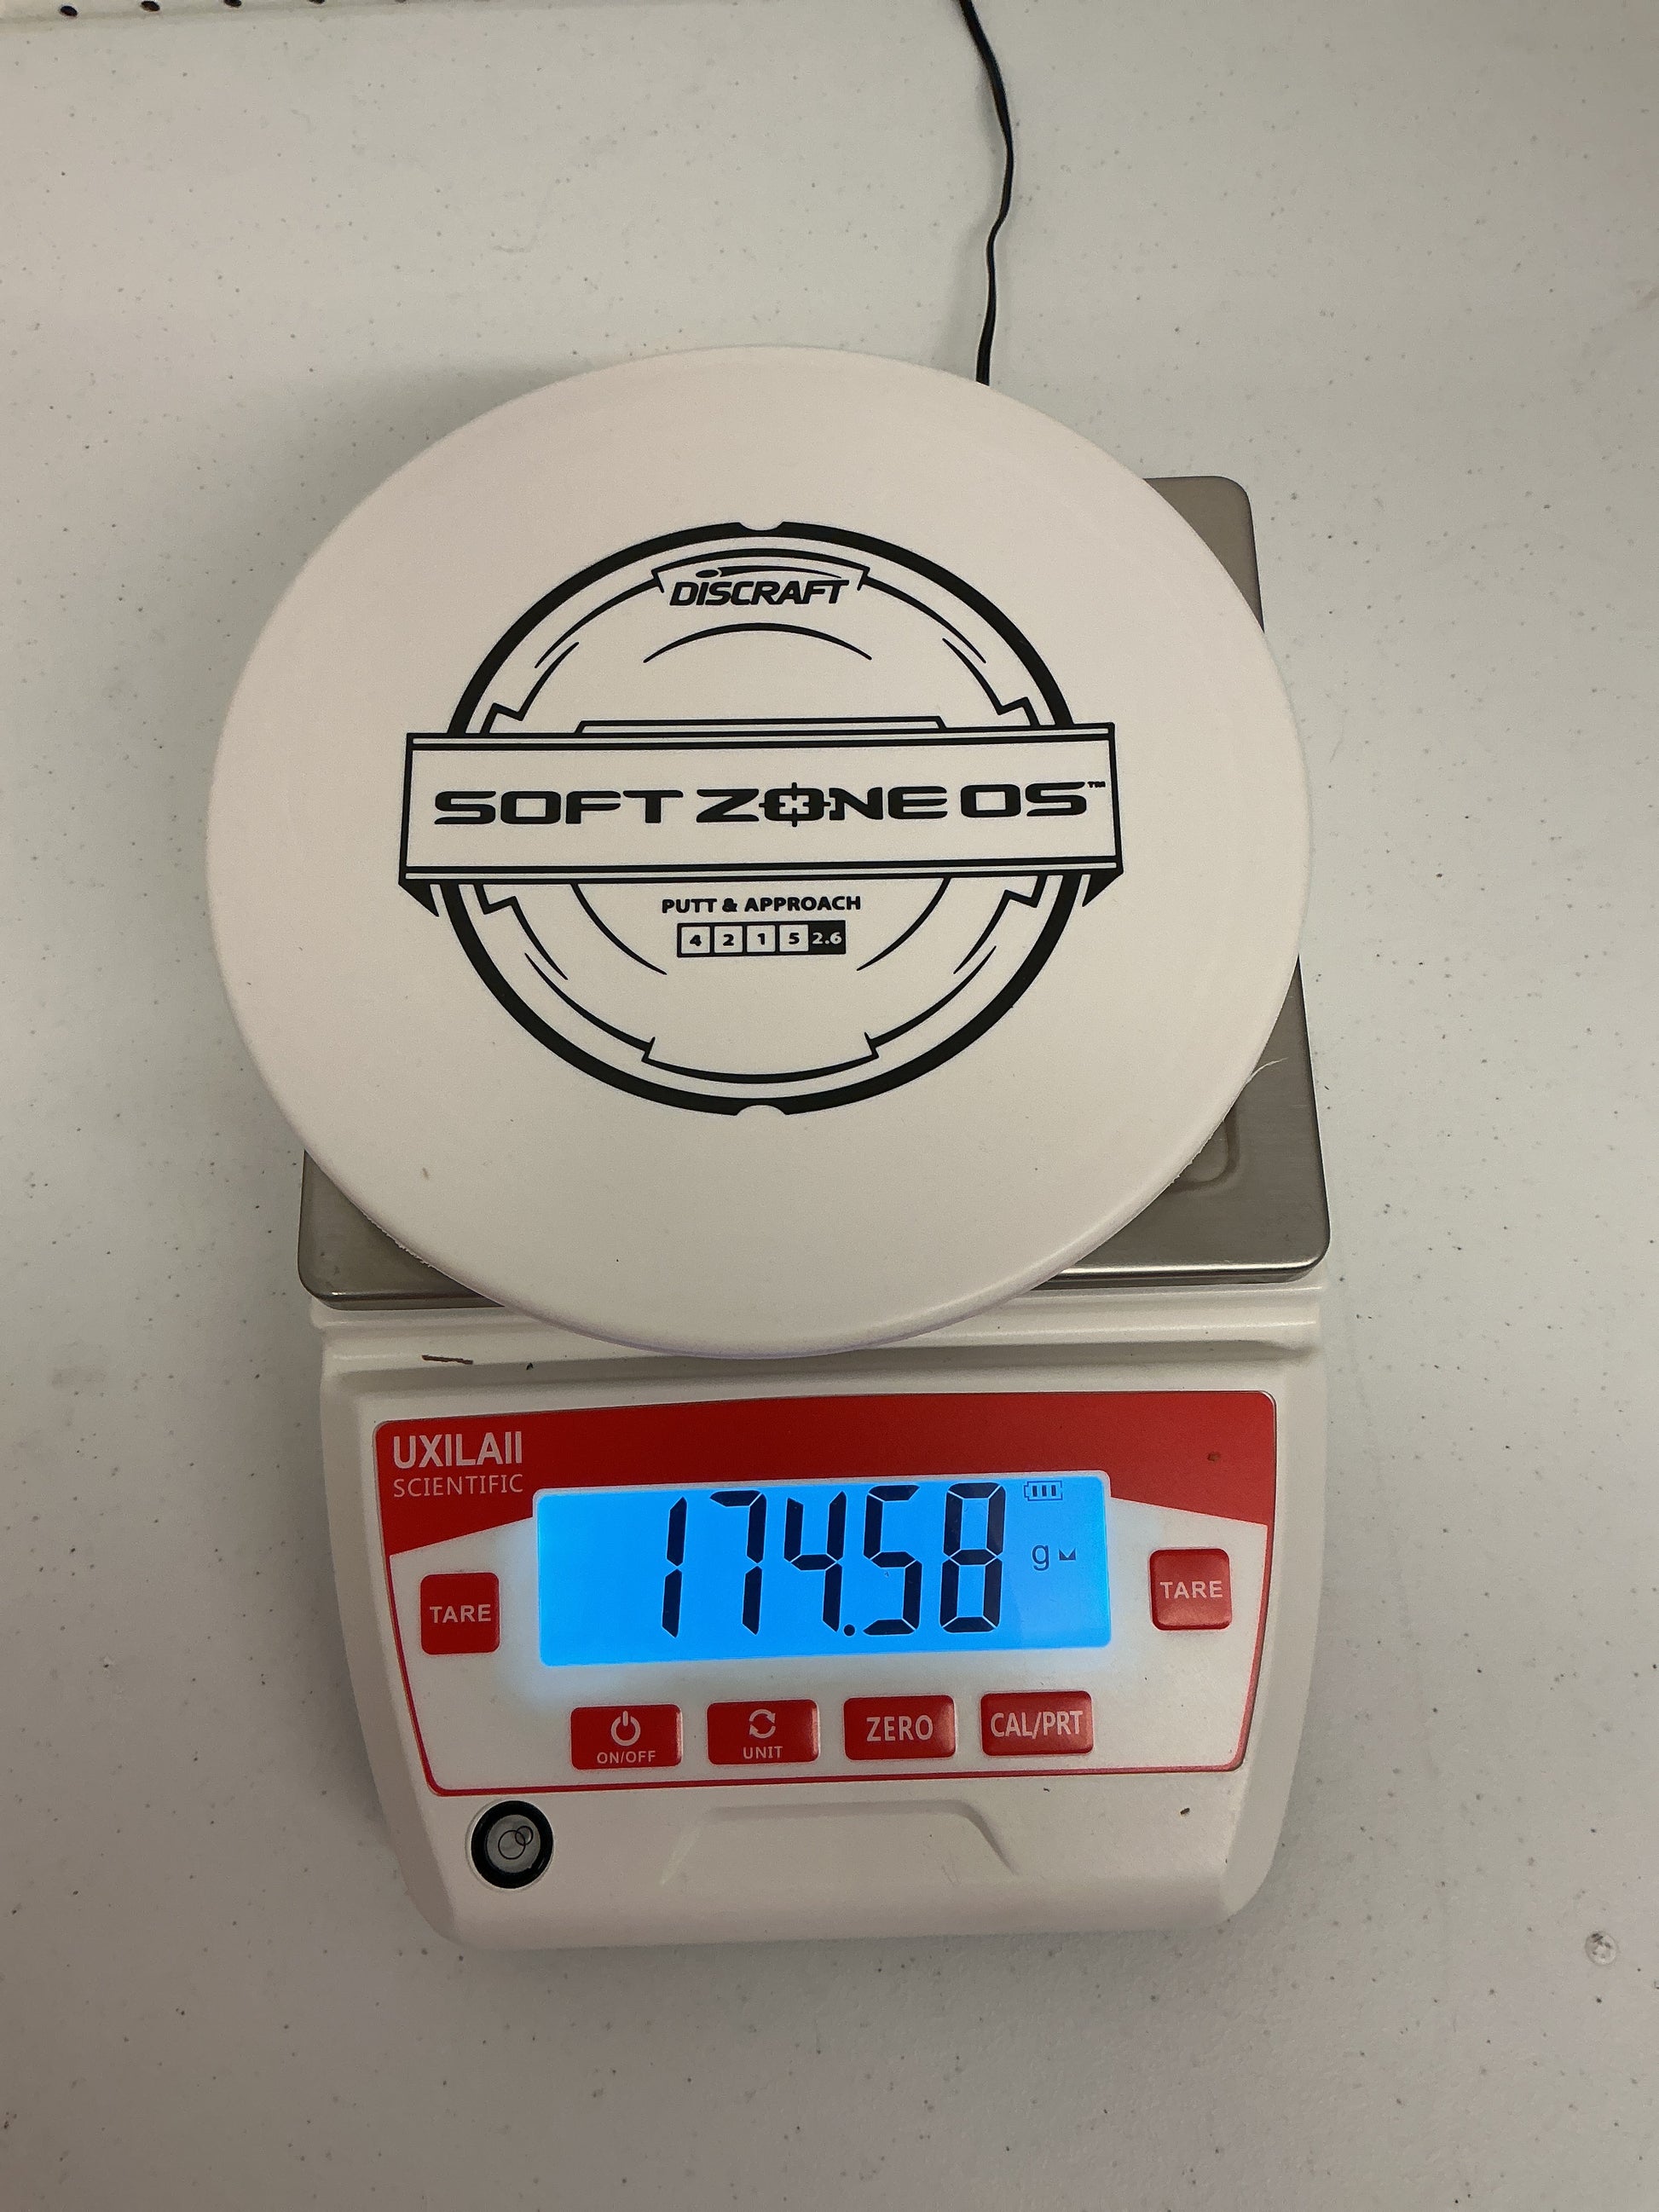 DISCRAFT
SOFT ZONE OS™
PUTT & APPROACH
4 2 1 5 2.6
UXILAII
SCIENTIFIC
174.58 g
TARE
TARE
ON/OFF
UNIT
ZERO
CAL/PRT